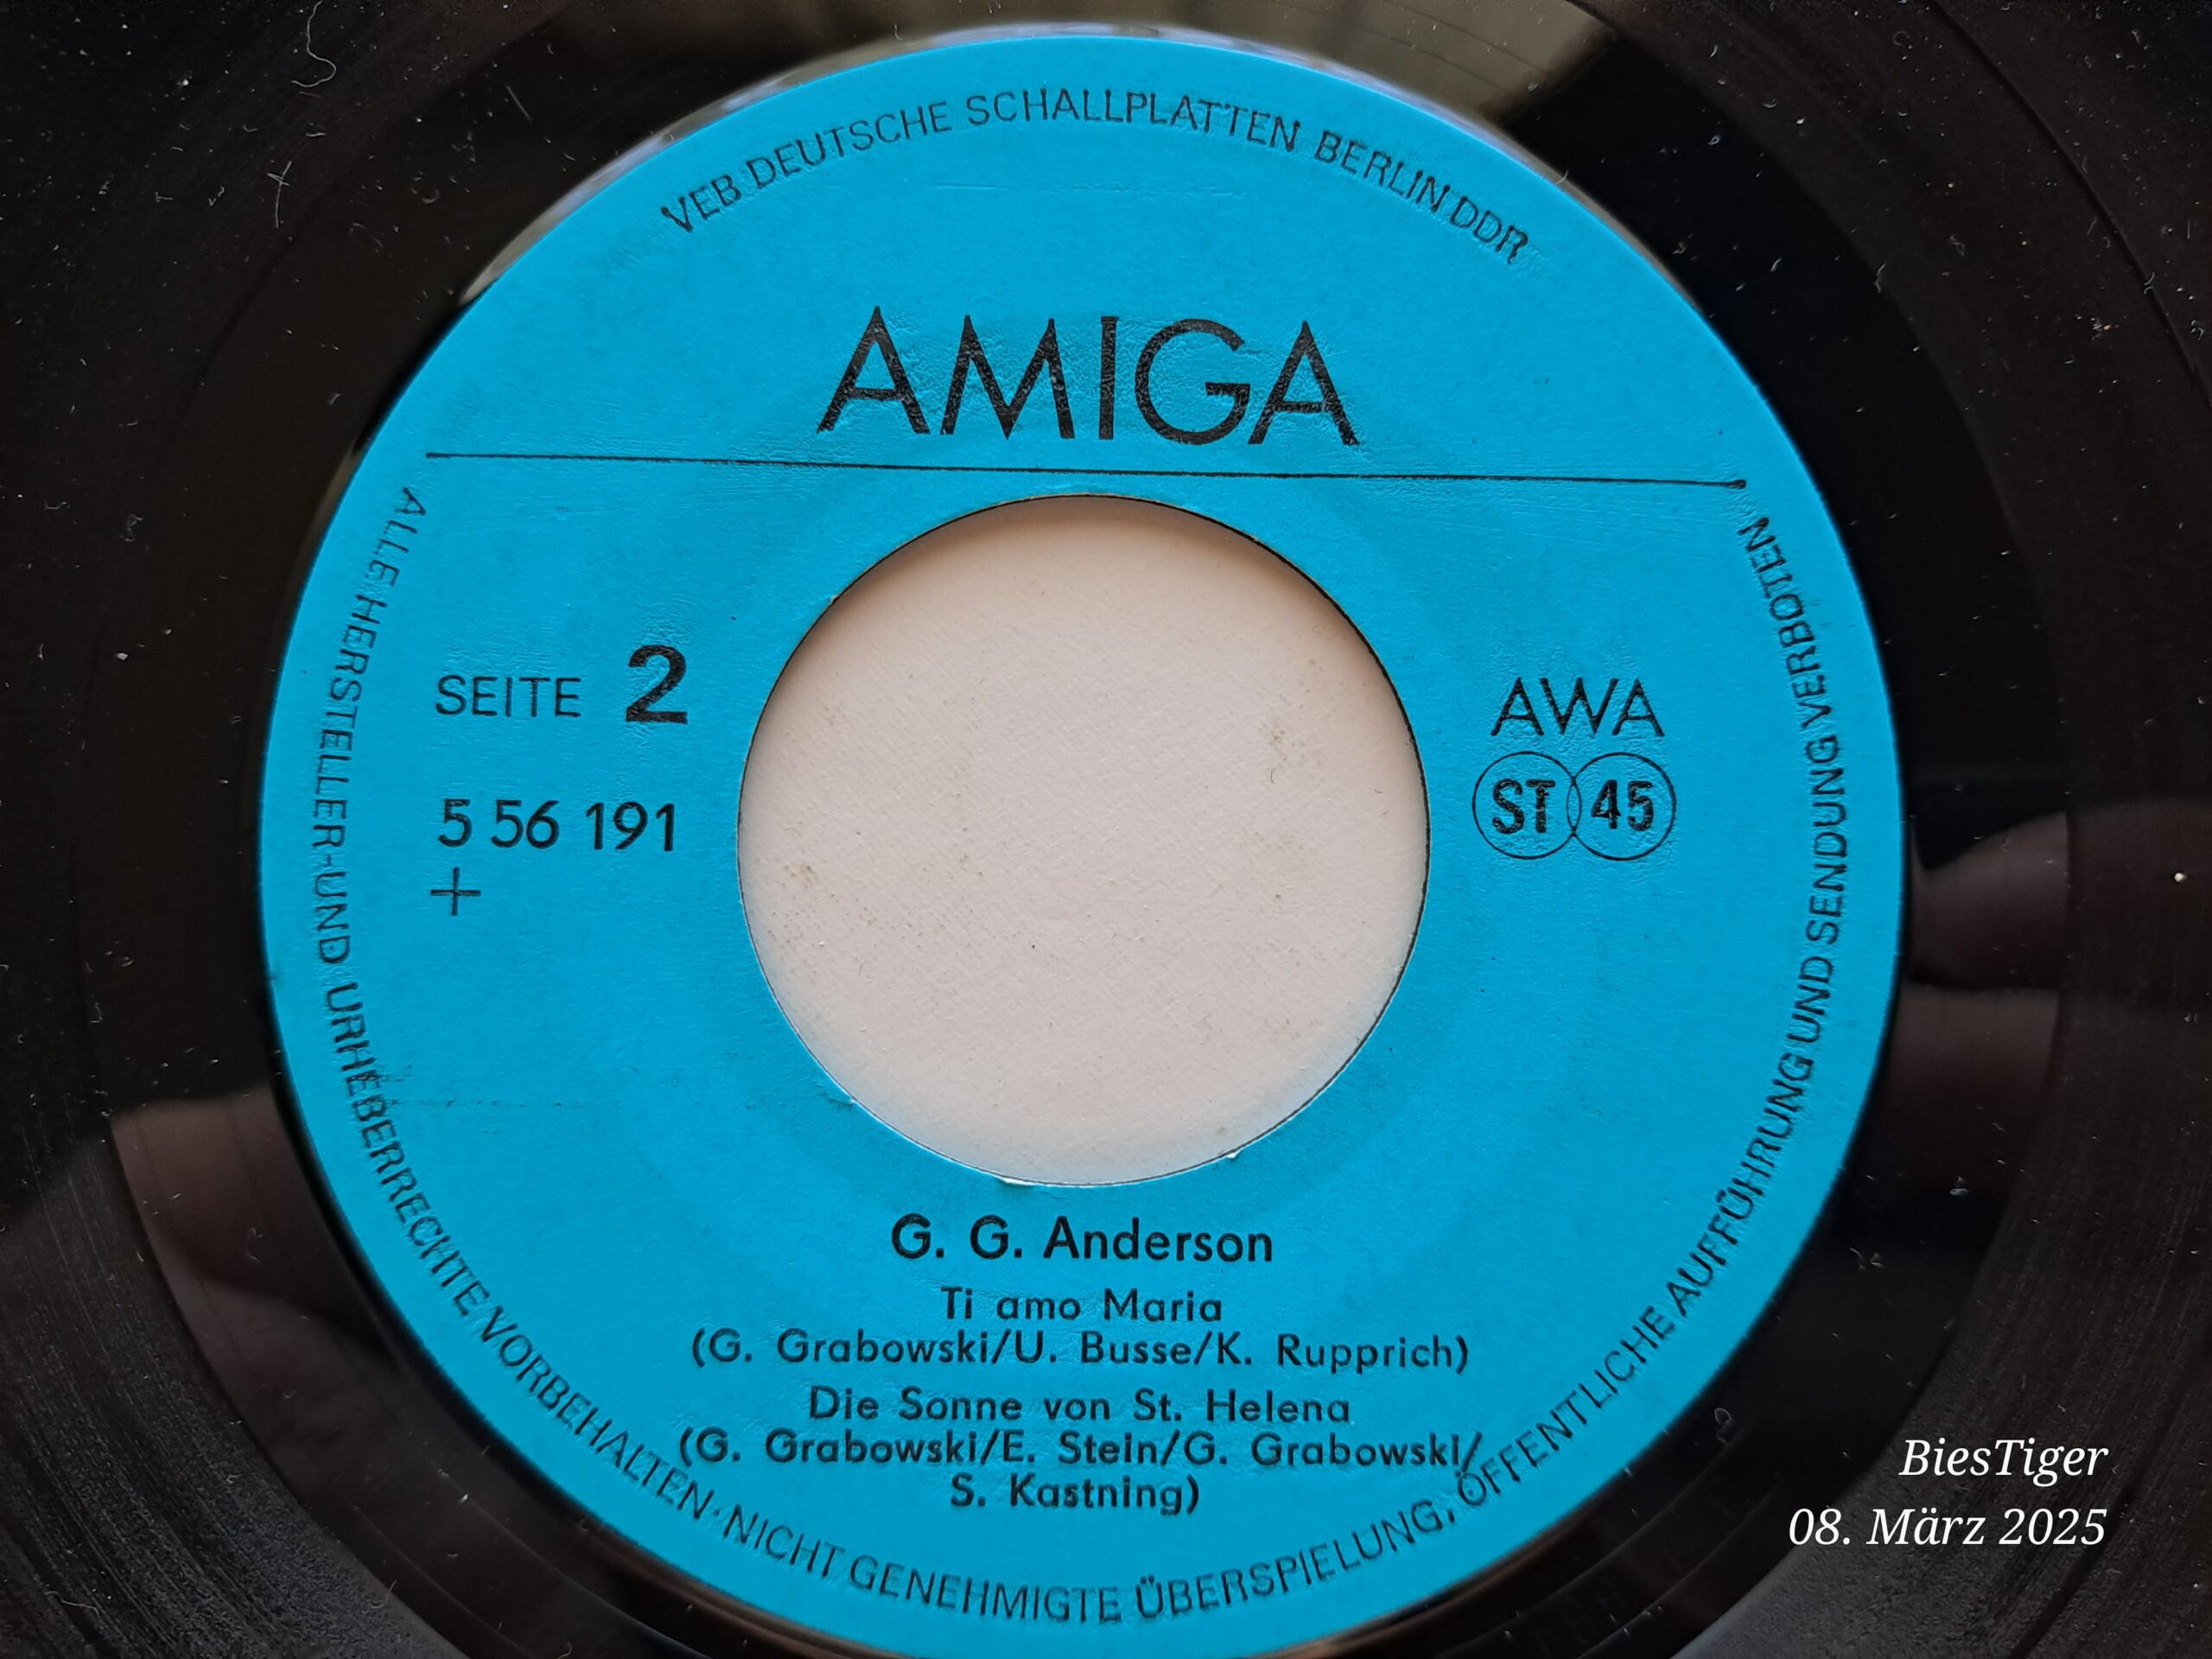 VEB DEUTSCHE SCHALLPLATTEN BERLIN DDR
AMIGA
SEITE 2
5 56 191
+
AWA
ST 45
G. G. Anderson
Ti amo Maria
(G. Grabowski/U. Busse/K. Rupprich)
Die Sonne von St. Helena
(G. Grabowski/E. Stein/G. Grabowski/
S. Kastning)
ALLE HERSTELLER-UND URHEBERRECHTE VORBEHALTEN · NICHT GENEHMIGTE ÜBERSPIELUNG, ÖFFENTLICHE AUFFÜHRUNG UND SENDUNG VERBOTEN
BiesTiger
08. März 2025